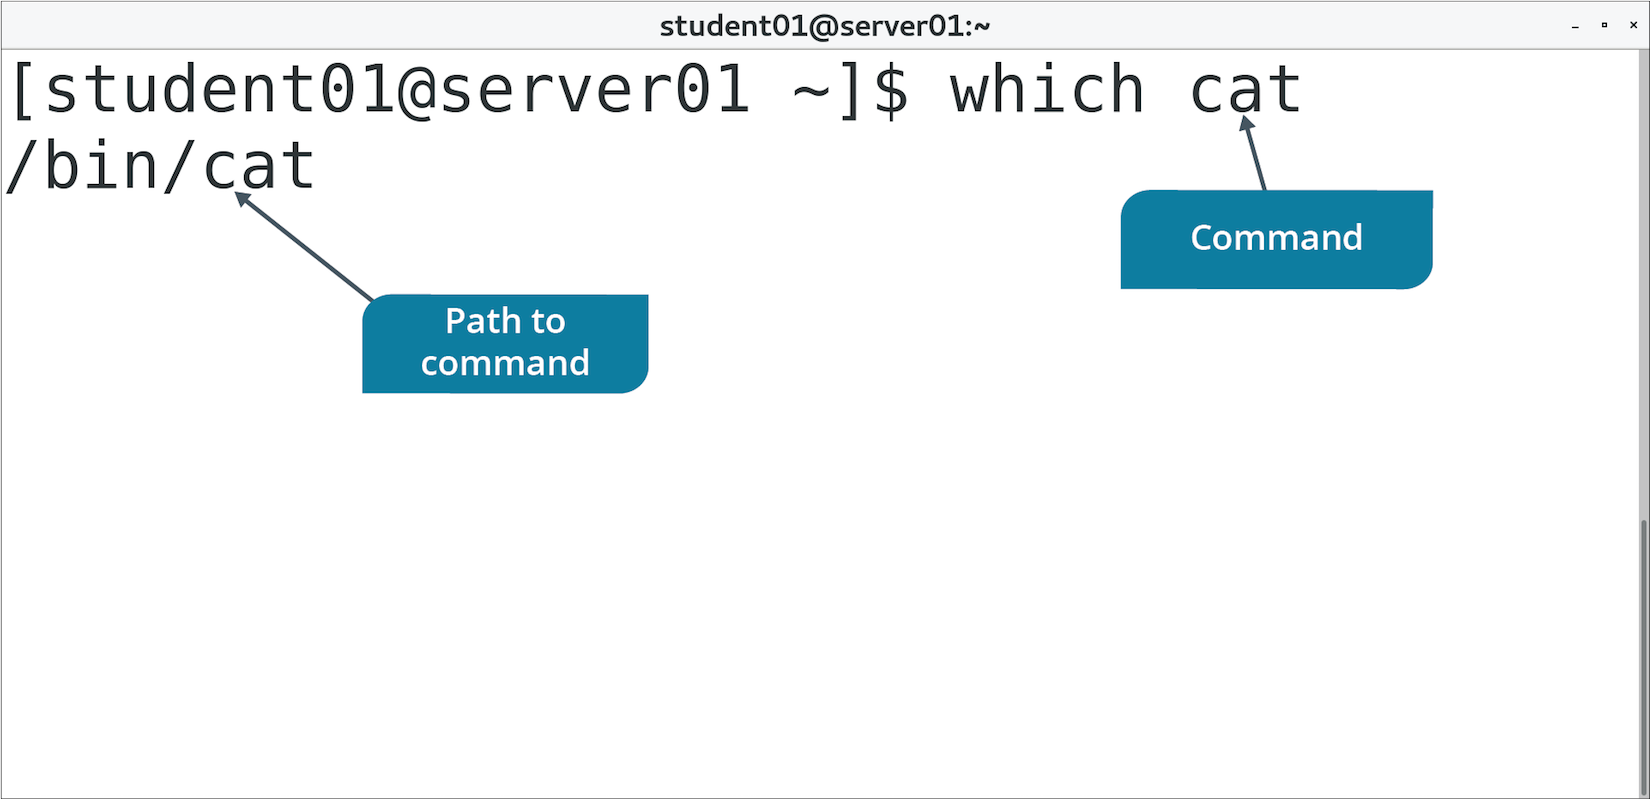 student01@server01:~
[student01@server01 ~]$ which cat
/bin/cat
Command
Path to
command